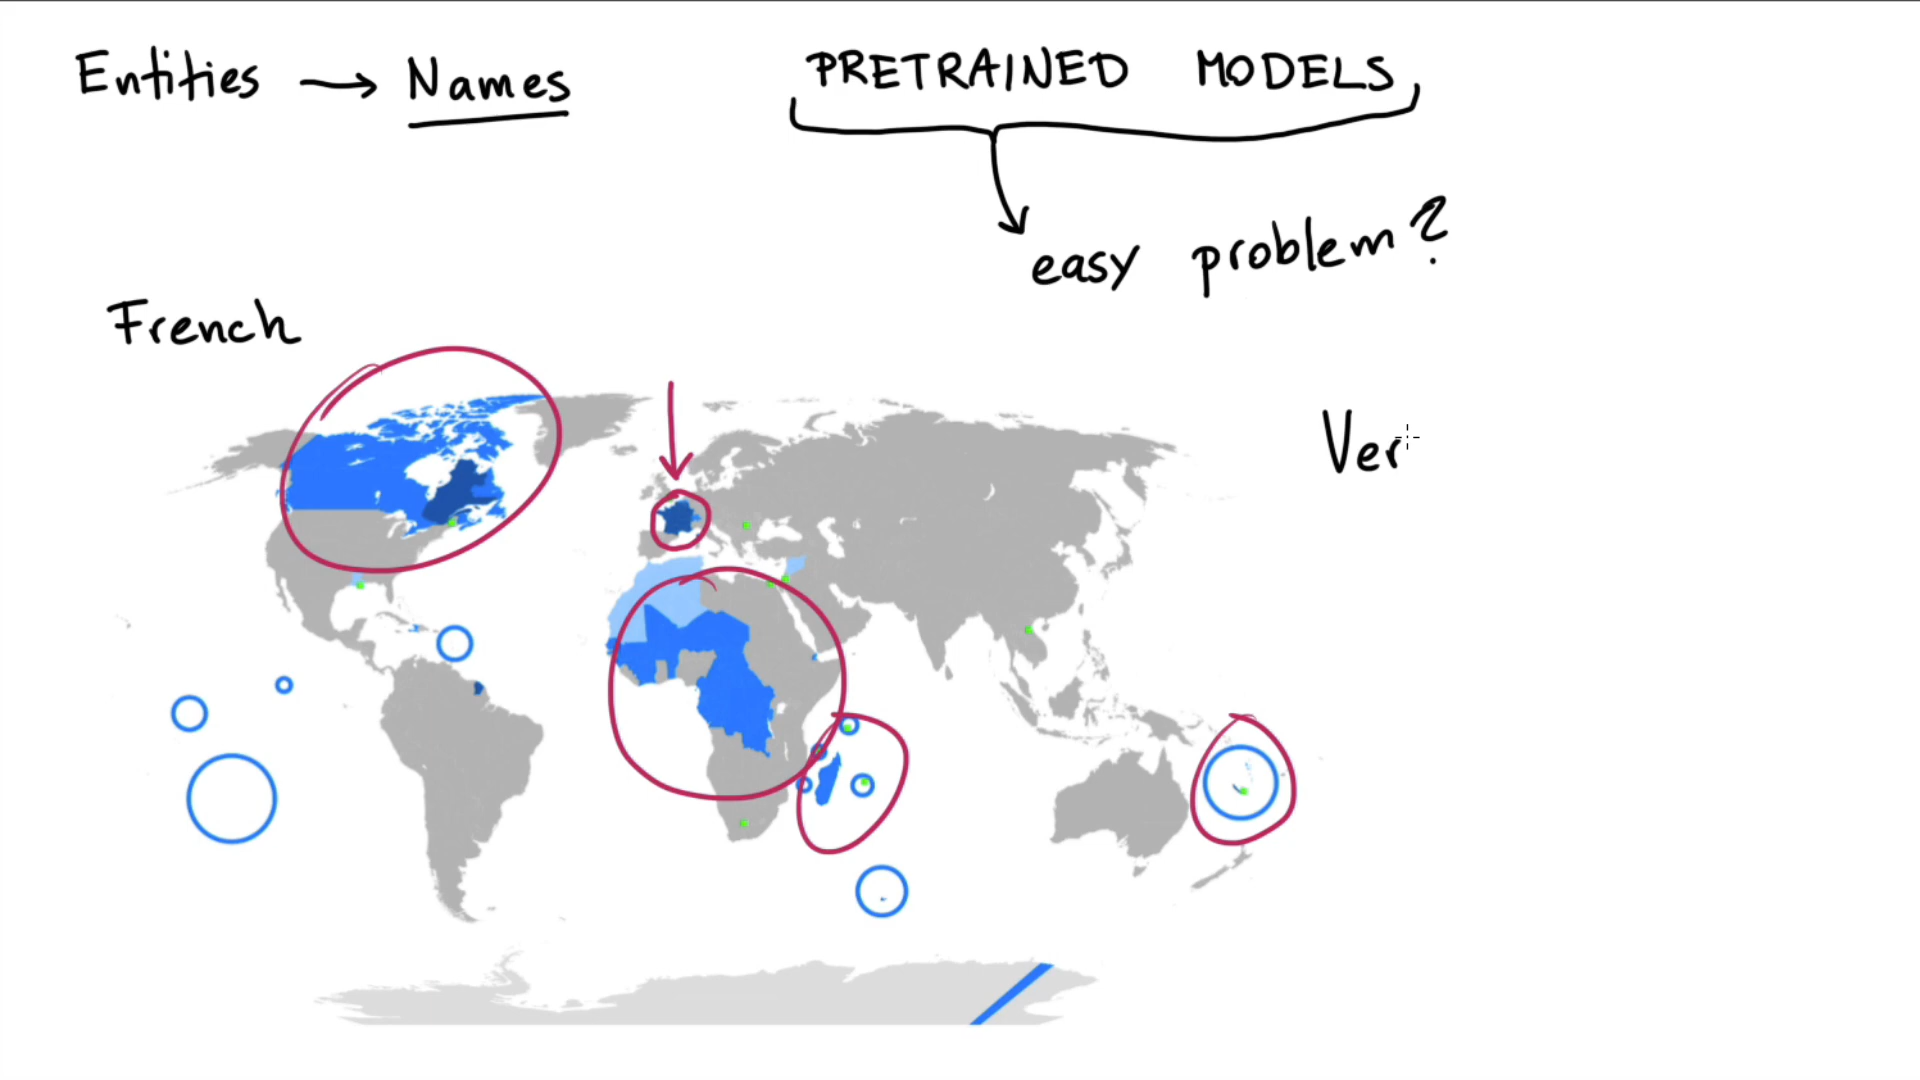 Entities → Names
PRETRAINED MODELS
easy problem?
French
Ver